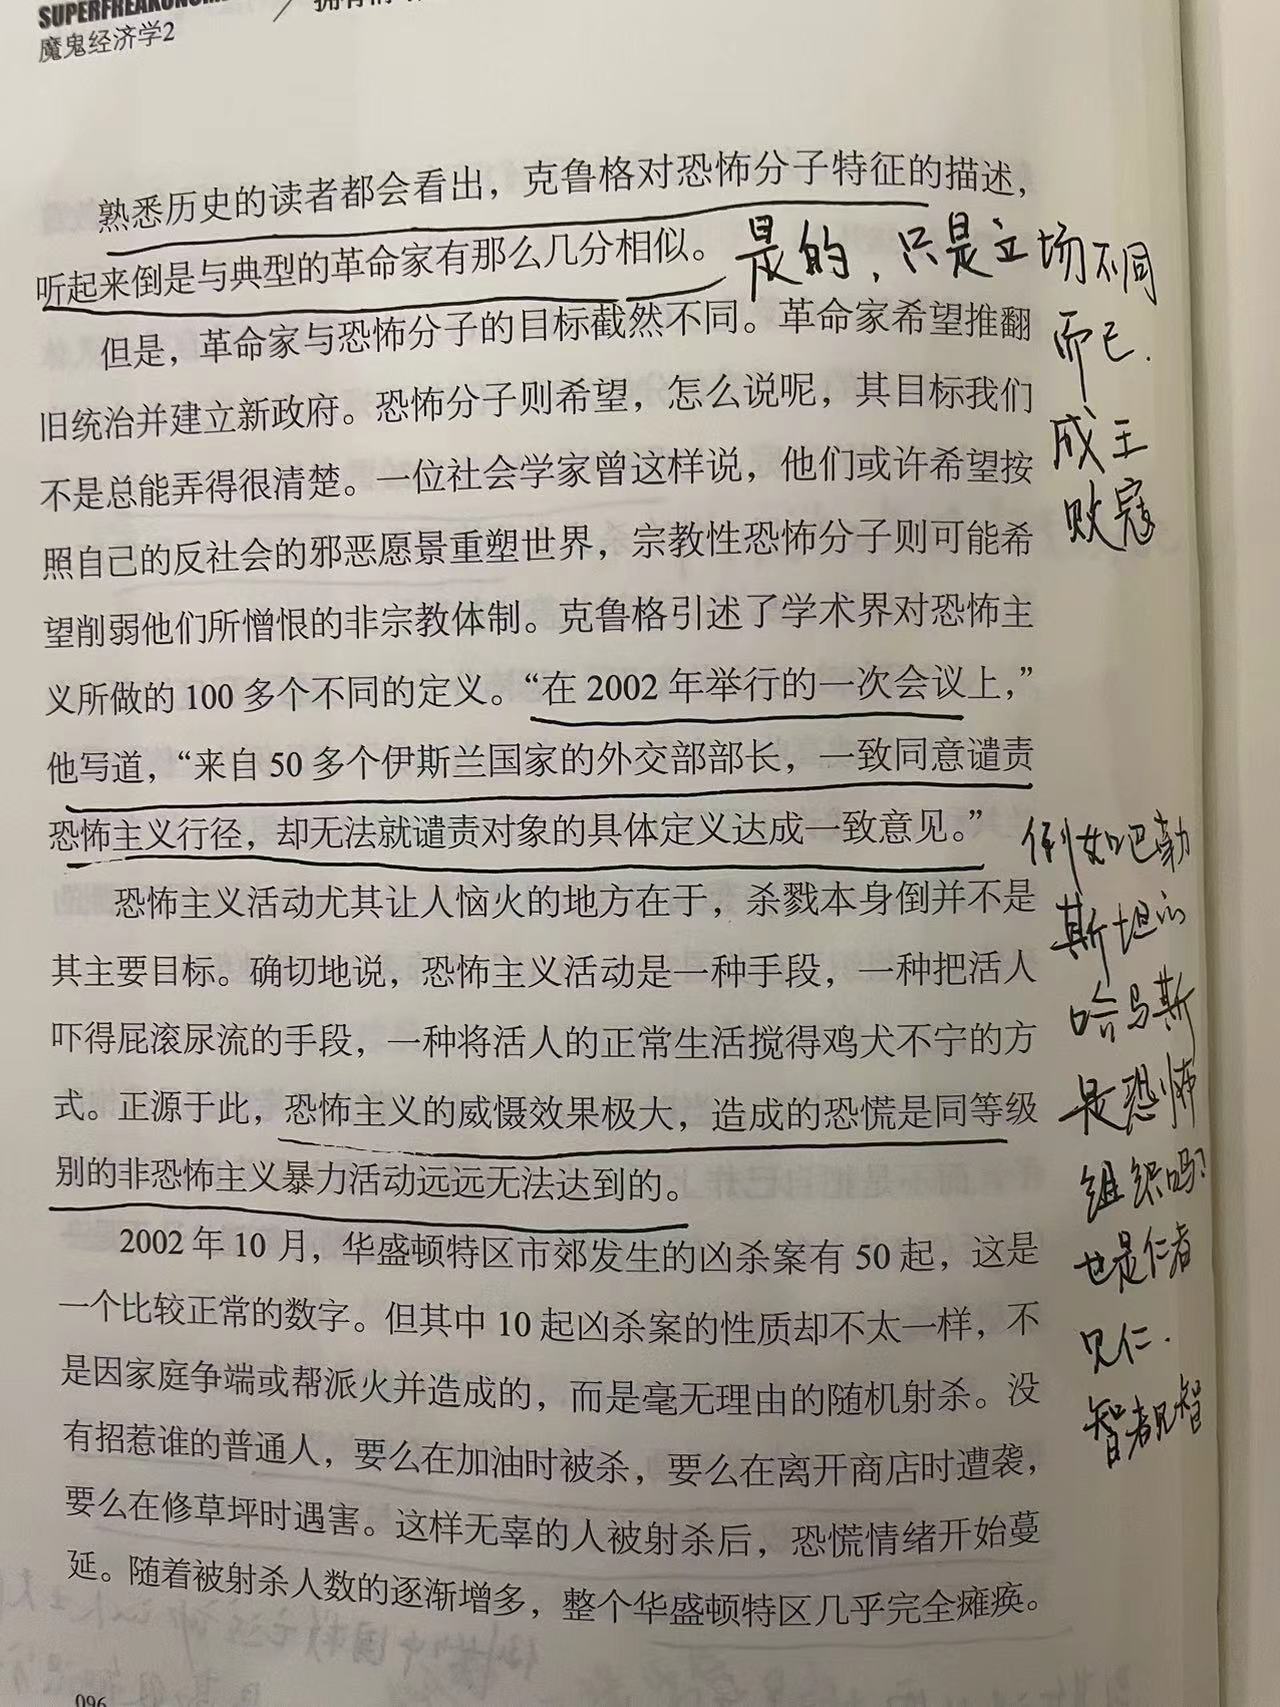 SUPERFREAKONOM
魔鬼经济学2
熟悉历史的读者都会看出，克鲁格对恐怖分子特征的描述，
听起来倒是与典型的革命家有那么几分相似。
是的，只是立场不同
而已.
成王
败寇
但是，革命家与恐怖分子的目标截然不同。革命家希望推翻
旧统治并建立新政府。恐怖分子则希望，怎么说呢，其目标我们
不是总能弄得很清楚。一位社会学家曾这样说，他们或许希望按
照自己的反社会的邪恶愿景重塑世界，宗教性恐怖分子则可能希
望削弱他们所憎恨的非宗教体制。克鲁格引述了学术界对恐怖主
义所做的 100 多个不同的定义。“在 2002 年举行的一次会议上，”
他写道，“来自 50 多个伊斯兰国家的外交部部长，一致同意谴责
恐怖主义行径，却无法就谴责对象的具体定义达成一致意见。”
例如巴勒
斯坦的
哈马斯
是恐怖
组织吗?
也是仁者
见仁.
智者见智
恐怖主义活动尤其让人恼火的地方在于，杀戮本身倒并不是
其主要目标。确切地说，恐怖主义活动是一种手段，一种把活人
吓得屁滚尿流的手段，一种将活人的正常生活搅得鸡犬不宁的方
式。正源于此，恐怖主义的威慑效果极大，造成的恐慌是同等级
别的非恐怖主义暴力活动远远无法达到的。
2002 年 10 月，华盛顿特区市郊发生的凶杀案有 50 起，这是
一个比较正常的数字。但其中 10 起凶杀案的性质却不太一样，不
是因家庭争端或帮派火并造成的，而是毫无理由的随机射杀。没
有招惹谁的普通人，要么在加油时被杀，要么在离开商店时遭袭，
要么在修草坪时遇害。这样无辜的人被射杀后，恐慌情绪开始蔓
延。随着被射杀人数的逐渐增多，整个华盛顿特区几乎完全瘫痪。
096